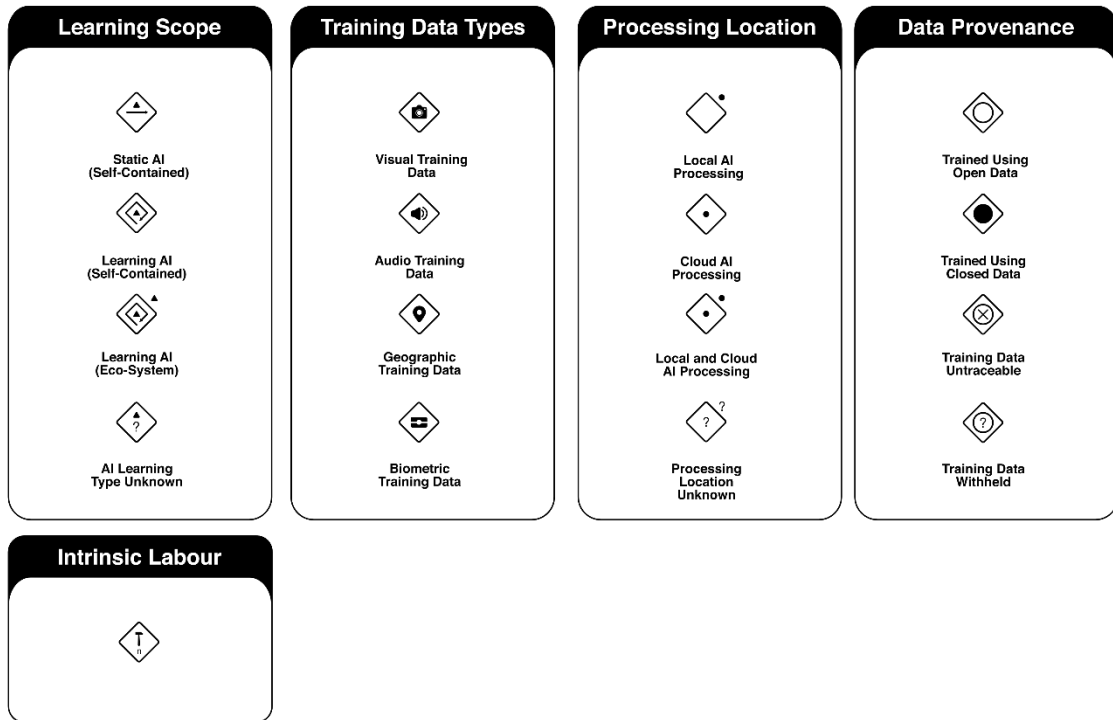 Learning Scope
Static AI
(Self-Contained)
Learning AI
(Self-Contained)
Learning AI
(Eco-System)
?
AI Learning
Type Unknown
Training Data Types
Visual Training
Data
Audio Training
Data
Geographic
Training Data
Biometric
Training Data
Processing Location
Local AI
Processing
Cloud AI
Processing
Local and Cloud
AI Processing
?
?
Processing
Location
Unknown
Data Provenance
Trained Using
Open Data
Trained Using
Closed Data
Training Data
Untraceable
?
Training Data
Withheld
Intrinsic Labour
n